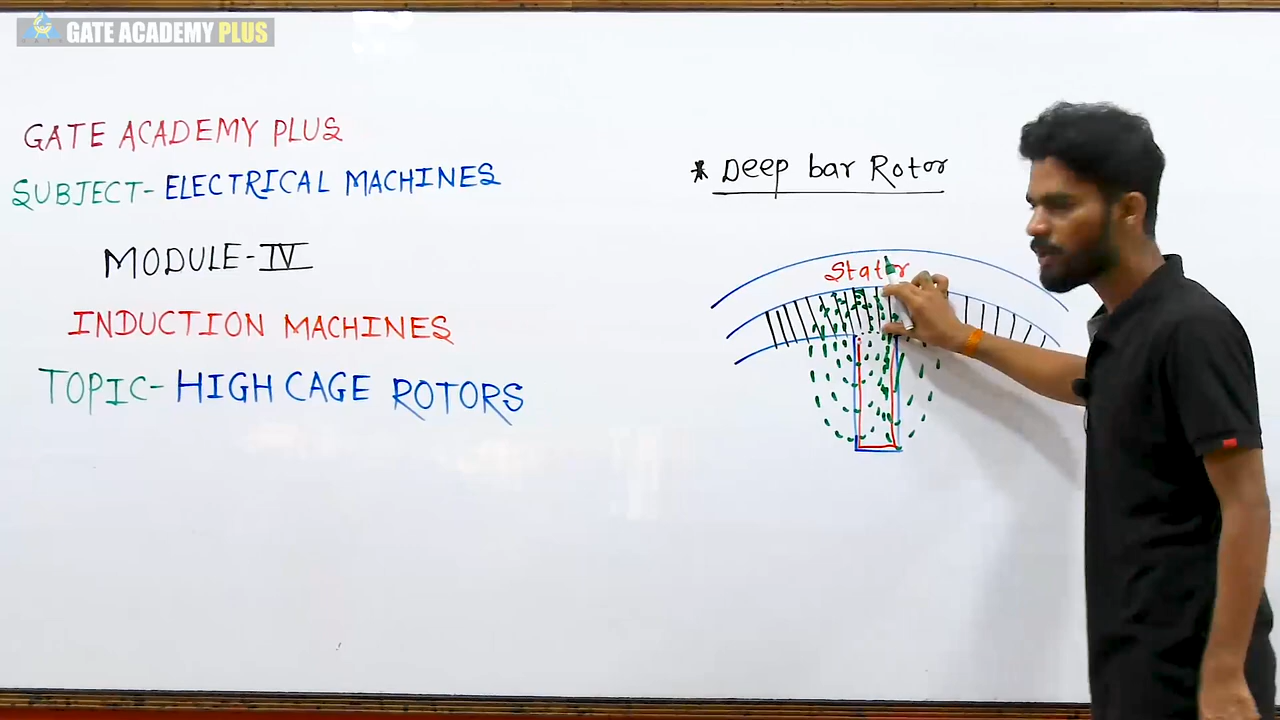 GATE ACADEMY PLUS
GATE ACADEMY PLUS
SUBJECT- ELECTRICAL MACHINES
MODULE-IV
INDUCTION MACHINES
TOPIC- HIGH CAGE ROTORS
* Deep bar Rotor
Stator